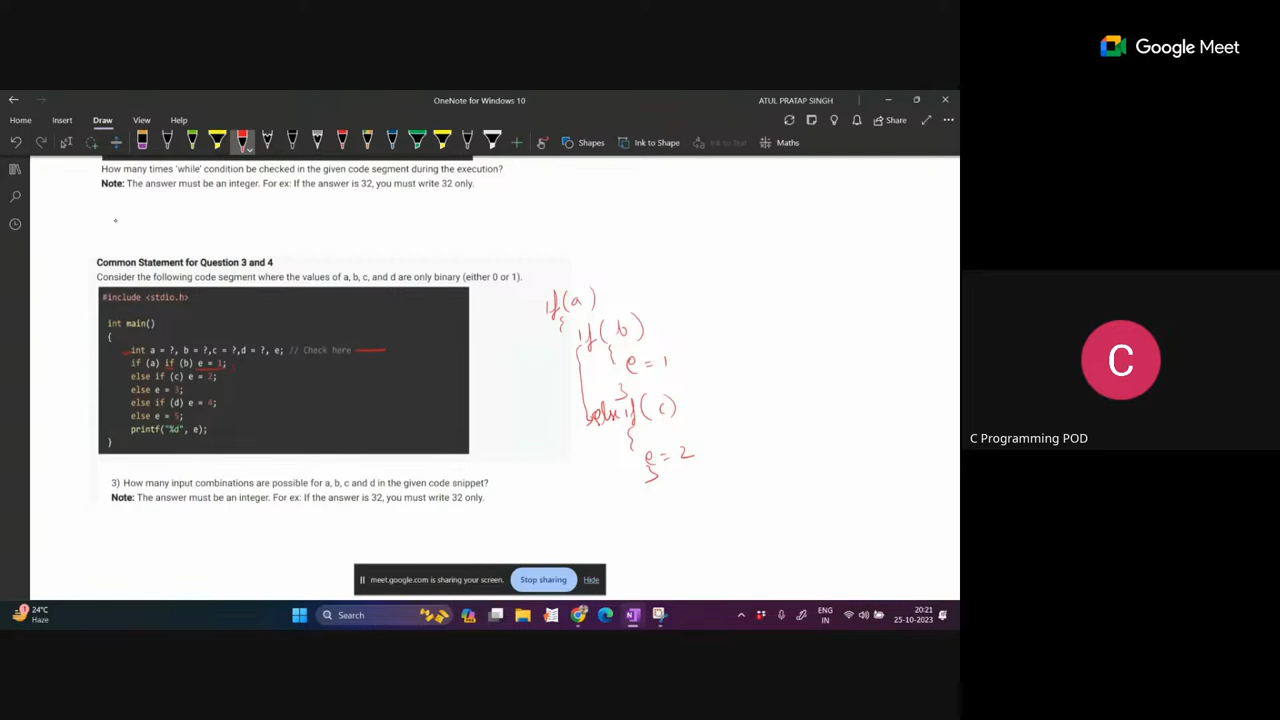 Google Meet
OneNote for Windows 10
ATUL PRATAP SINGH
Home Insert Draw View Help
Share
Shapes Ink to Shape Ink to Text Maths
How many times 'while' condition be checked in the given code segment during the execution?
Note: The answer must be an integer. For ex: If the answer is 32, you must write 32 only.
Common Statement for Question 3 and 4
Consider the following code segment where the values of a, b, c, and d are only binary (either 0 or 1).
#include <stdio.h>
int main()
{
int a = ?, b = ?,c = ?,d = ?, e; // Check here
if (a) if (b) e = 1;
else if (c) e = 2;
else e = 3;
else if (d) e = 4;
else e = 5;
printf("%d", e);
}
if(a)
{ if( b )
{
e = 1
}
else if( c )
{
e = 2
}
3) How many input combinations are possible for a, b, c and d in the given code snippet?
Note: The answer must be an integer. For ex: If the answer is 32, you must write 32 only.
C
C Programming POD
meet.google.com is sharing your screen. Stop sharing Hide
1
24°C
Haze
Search
ENG
IN
20:21
25-10-2023